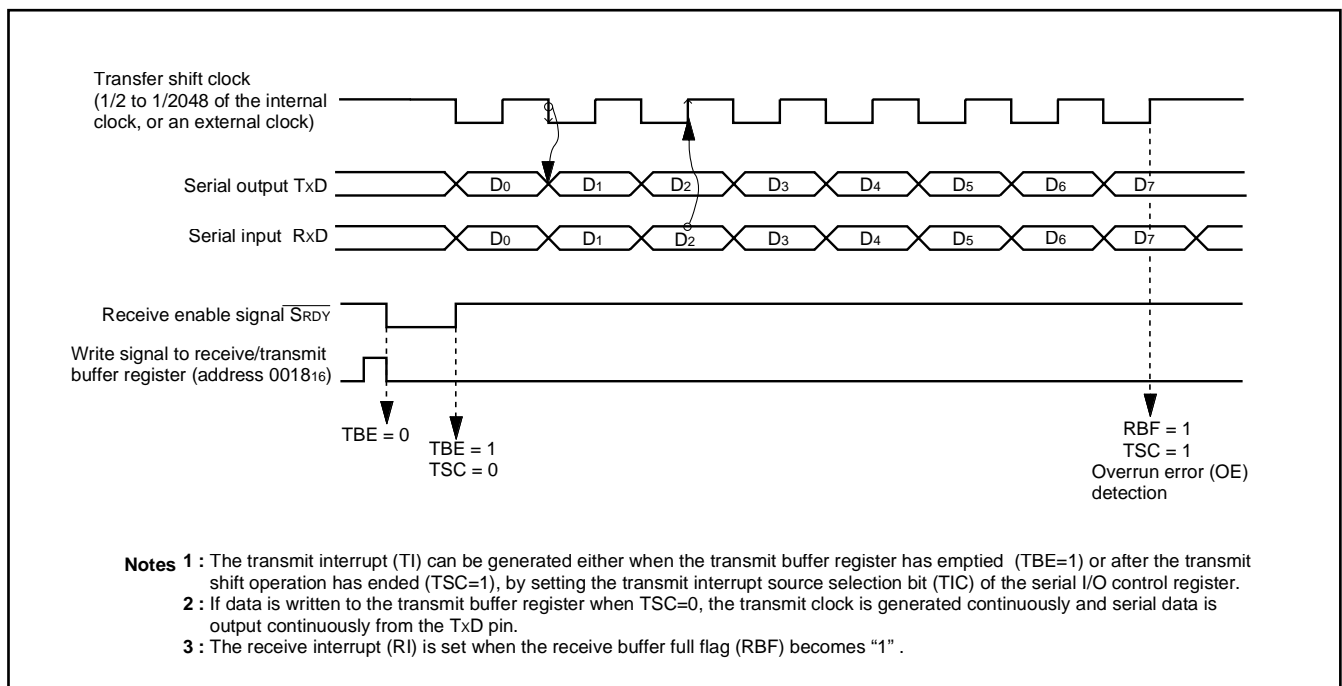 Transfer shift clock
(1/2 to 1/2048 of the internal
clock, or an external clock)
Serial output TxD
D0 D1 D2 D3 D4 D5 D6 D7
Serial input RxD
D0 D1 D2 D3 D4 D5 D6 D7
Receive enable signal S̅R̅D̅Y̅
Write signal to receive/transmit
buffer register (address 001816)
TBE = 0
TBE = 1
TSC = 0
RBF = 1
TSC = 1
Overrun error (OE)
detection
Notes 1 : The transmit interrupt (TI) can be generated either when the transmit buffer register has emptied (TBE=1) or after the transmit
shift operation has ended (TSC=1), by setting the transmit interrupt source selection bit (TIC) of the serial I/O control register.
2 : If data is written to the transmit buffer register when TSC=0, the transmit clock is generated continuously and serial data is
output continuously from the TxD pin.
3 : The receive interrupt (RI) is set when the receive buffer full flag (RBF) becomes “1” .